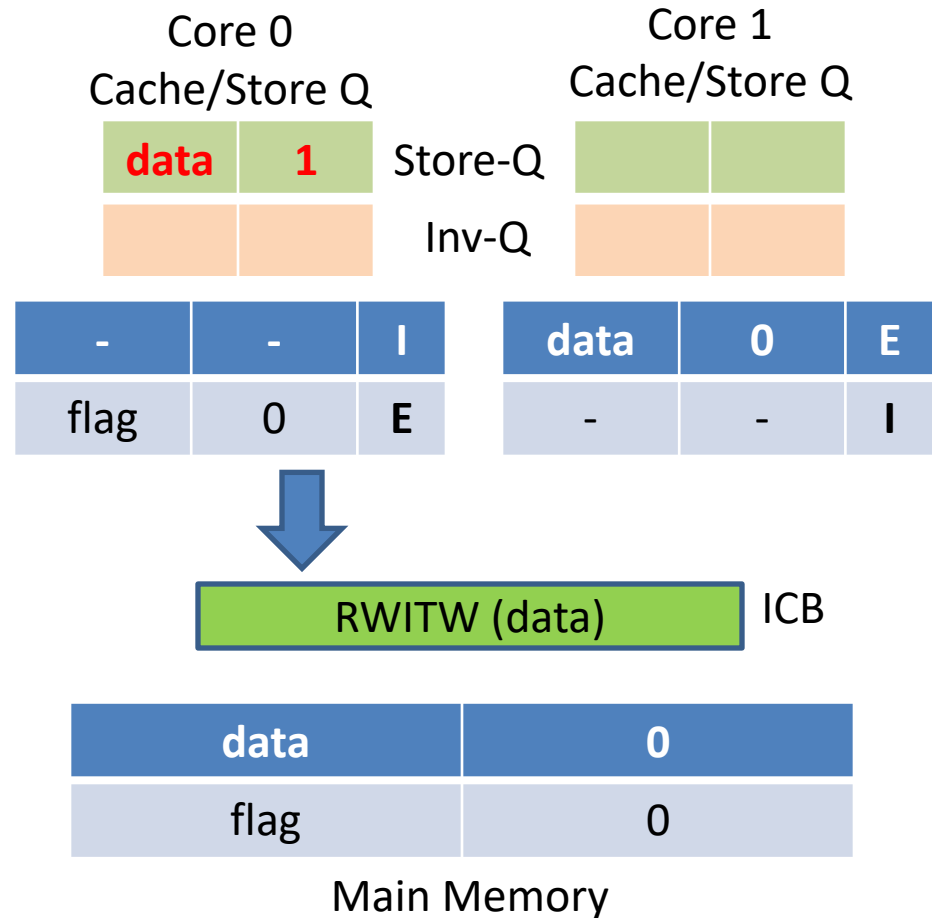 Core 0
Cache/Store Q
Core 1
Cache/Store Q
data 1
Store-Q
Inv-Q
- - I
flag 0 E
data 0 E
- - I
RWITW (data)
ICB
data 0
flag 0
Main Memory